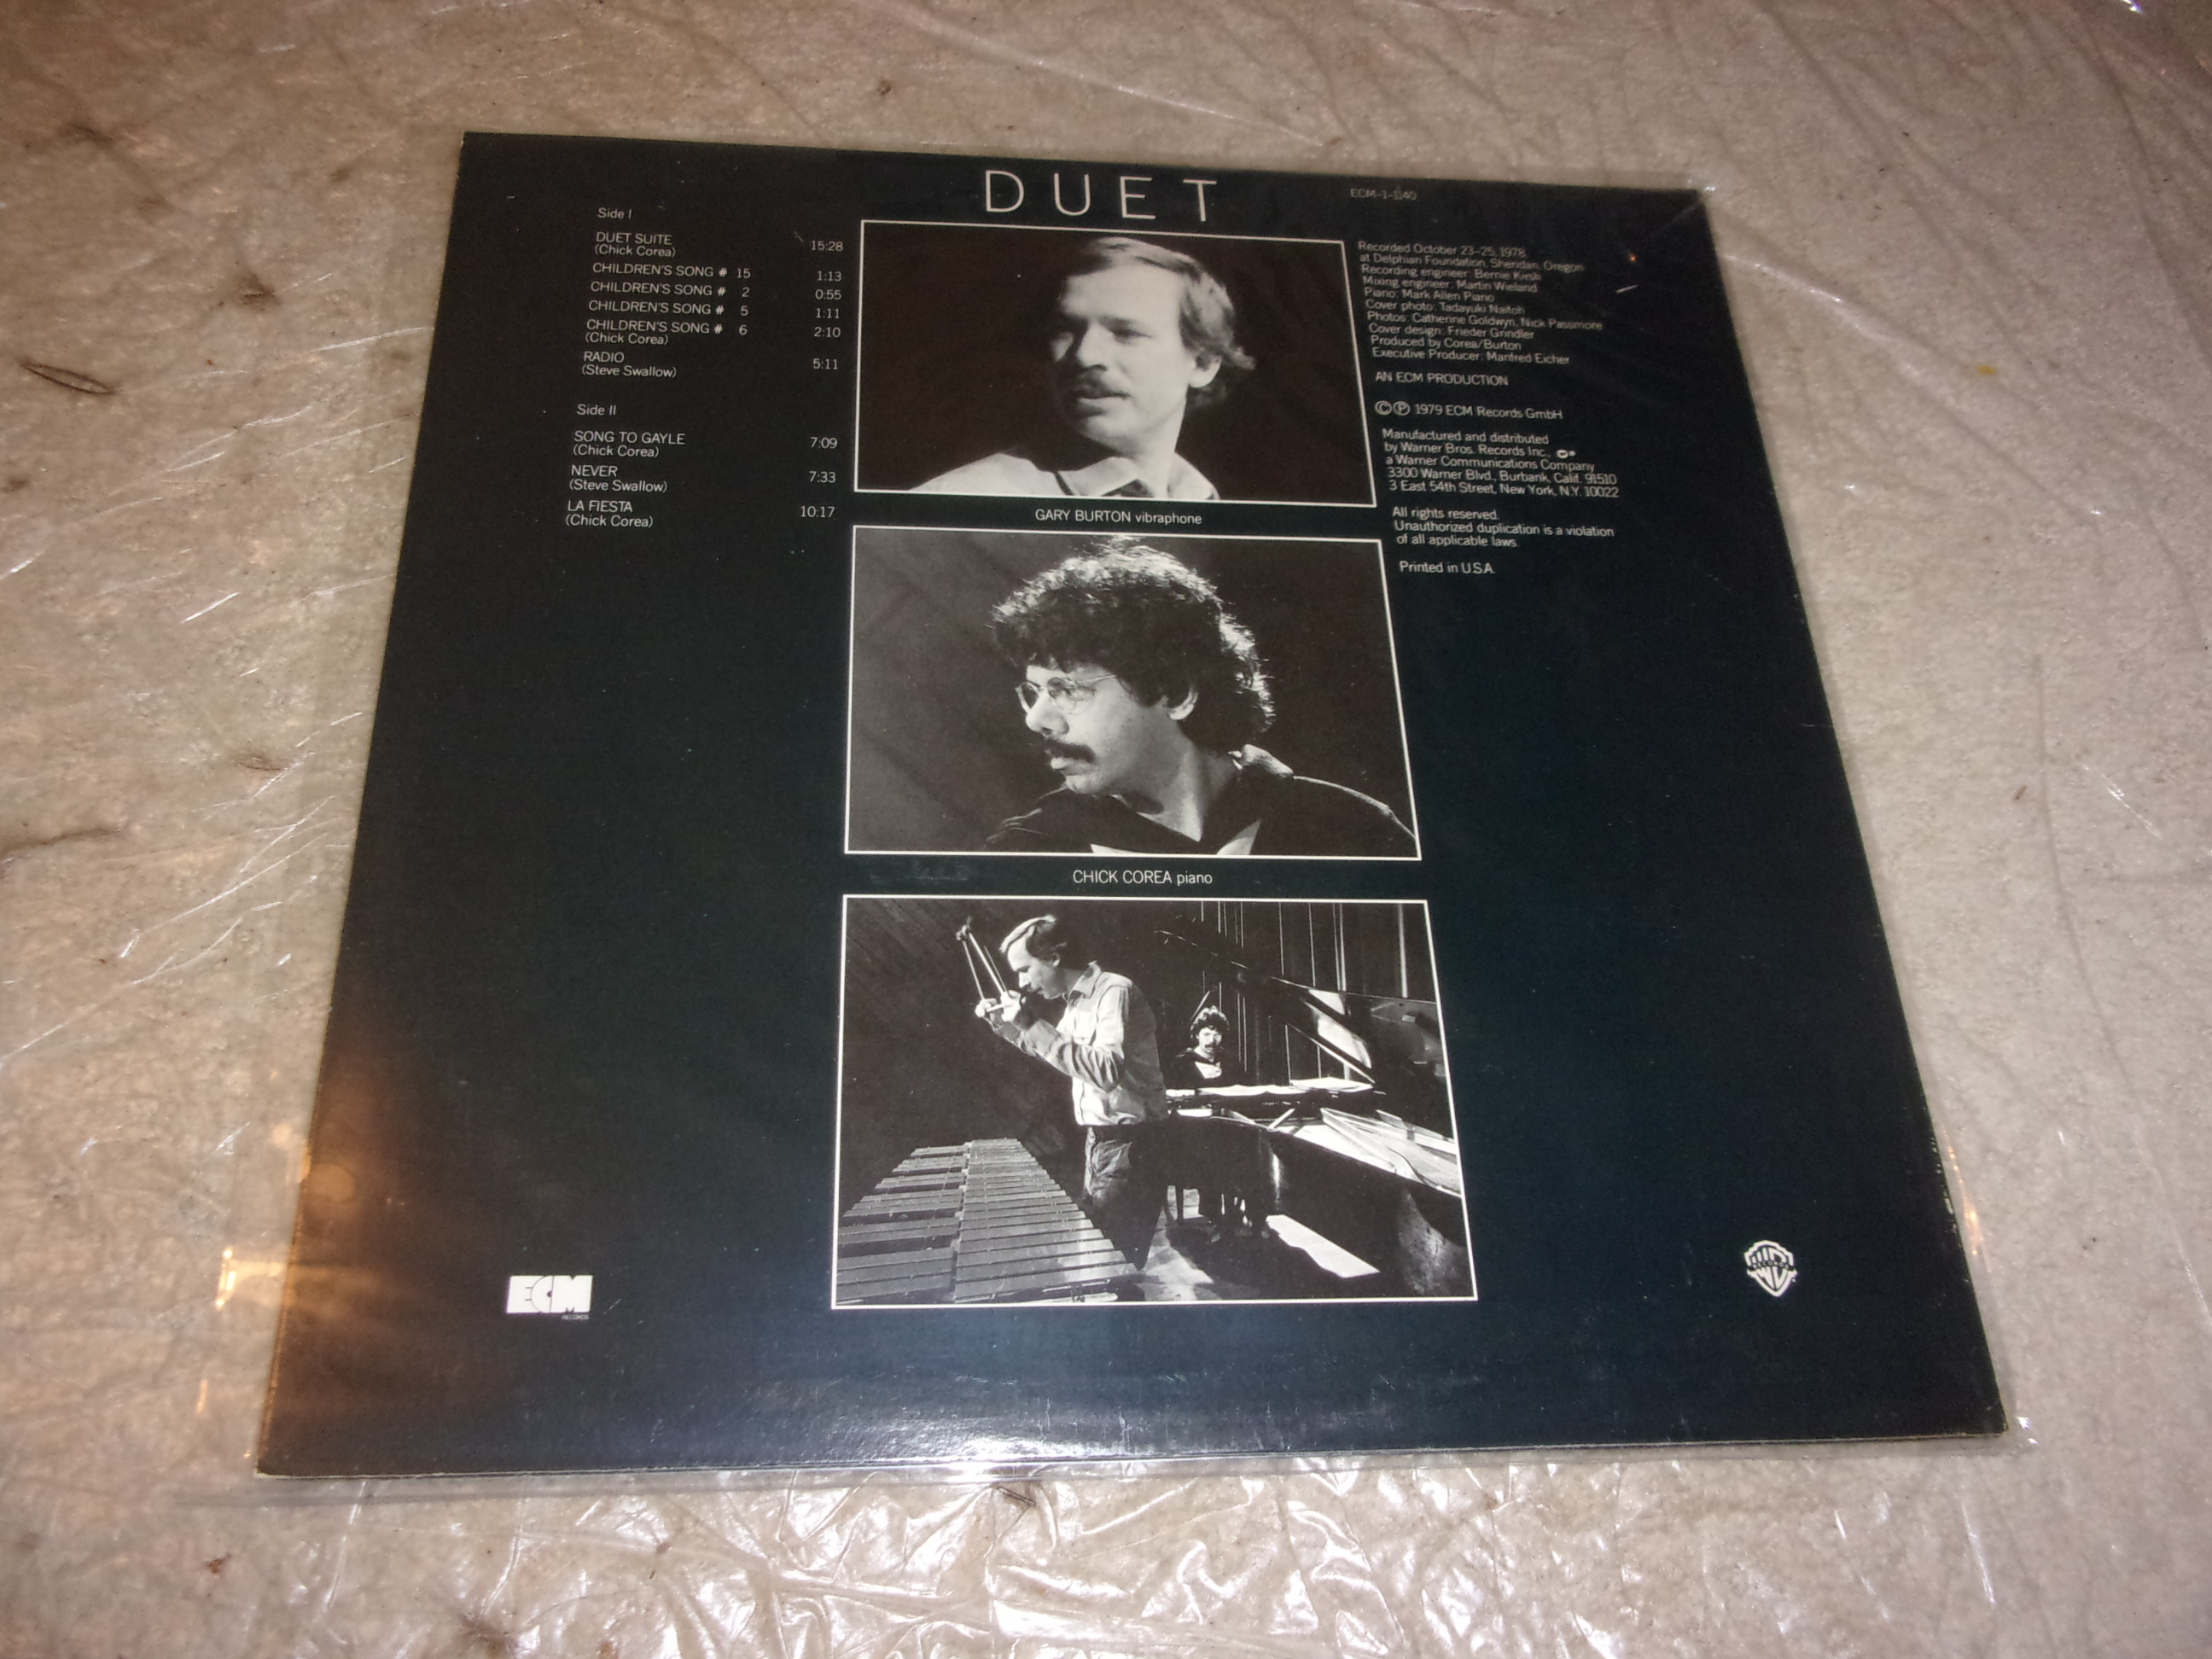 DUET
ECM-1-1140
Side I
DUET SUITE 15:28
(Chick Corea)
CHILDREN'S SONG # 15 1:13
CHILDREN'S SONG # 2 0:55
CHILDREN'S SONG # 5 1:11
CHILDREN'S SONG # 6 2:10
(Chick Corea)
RADIO 5:11
(Steve Swallow)
Side II
SONG TO GAYLE 7:09
(Chick Corea)
NEVER 7:33
(Steve Swallow)
LA FIESTA 10:17
(Chick Corea)
GARY BURTON vibraphone
CHICK COREA piano
Recorded October 23-25, 1978,
at Delphian Foundation, Sheridan, Oregon
Recording engineer: Bernie Kirsh
Mixing engineer: Martin Wieland
Piano: Mark Allen Piano
Cover photo: Tadayuki Naitoh
Photos: Catherine Goldwyn, Nick Passmore
Cover design: Frieder Grindler
Produced by Corea/Burton
Executive Producer: Manfred Eicher
AN ECM PRODUCTION
©℗ 1979 ECM Records GmbH
Manufactured and distributed
by Warner Bros. Records Inc.,
a Warner Communications Company
3300 Warner Blvd., Burbank, Calif. 91510
3 East 54th Street, New York, N.Y. 10022
All rights reserved.
Unauthorized duplication is a violation
of all applicable laws.
Printed in U.S.A.
ECM
RECORDS
WB